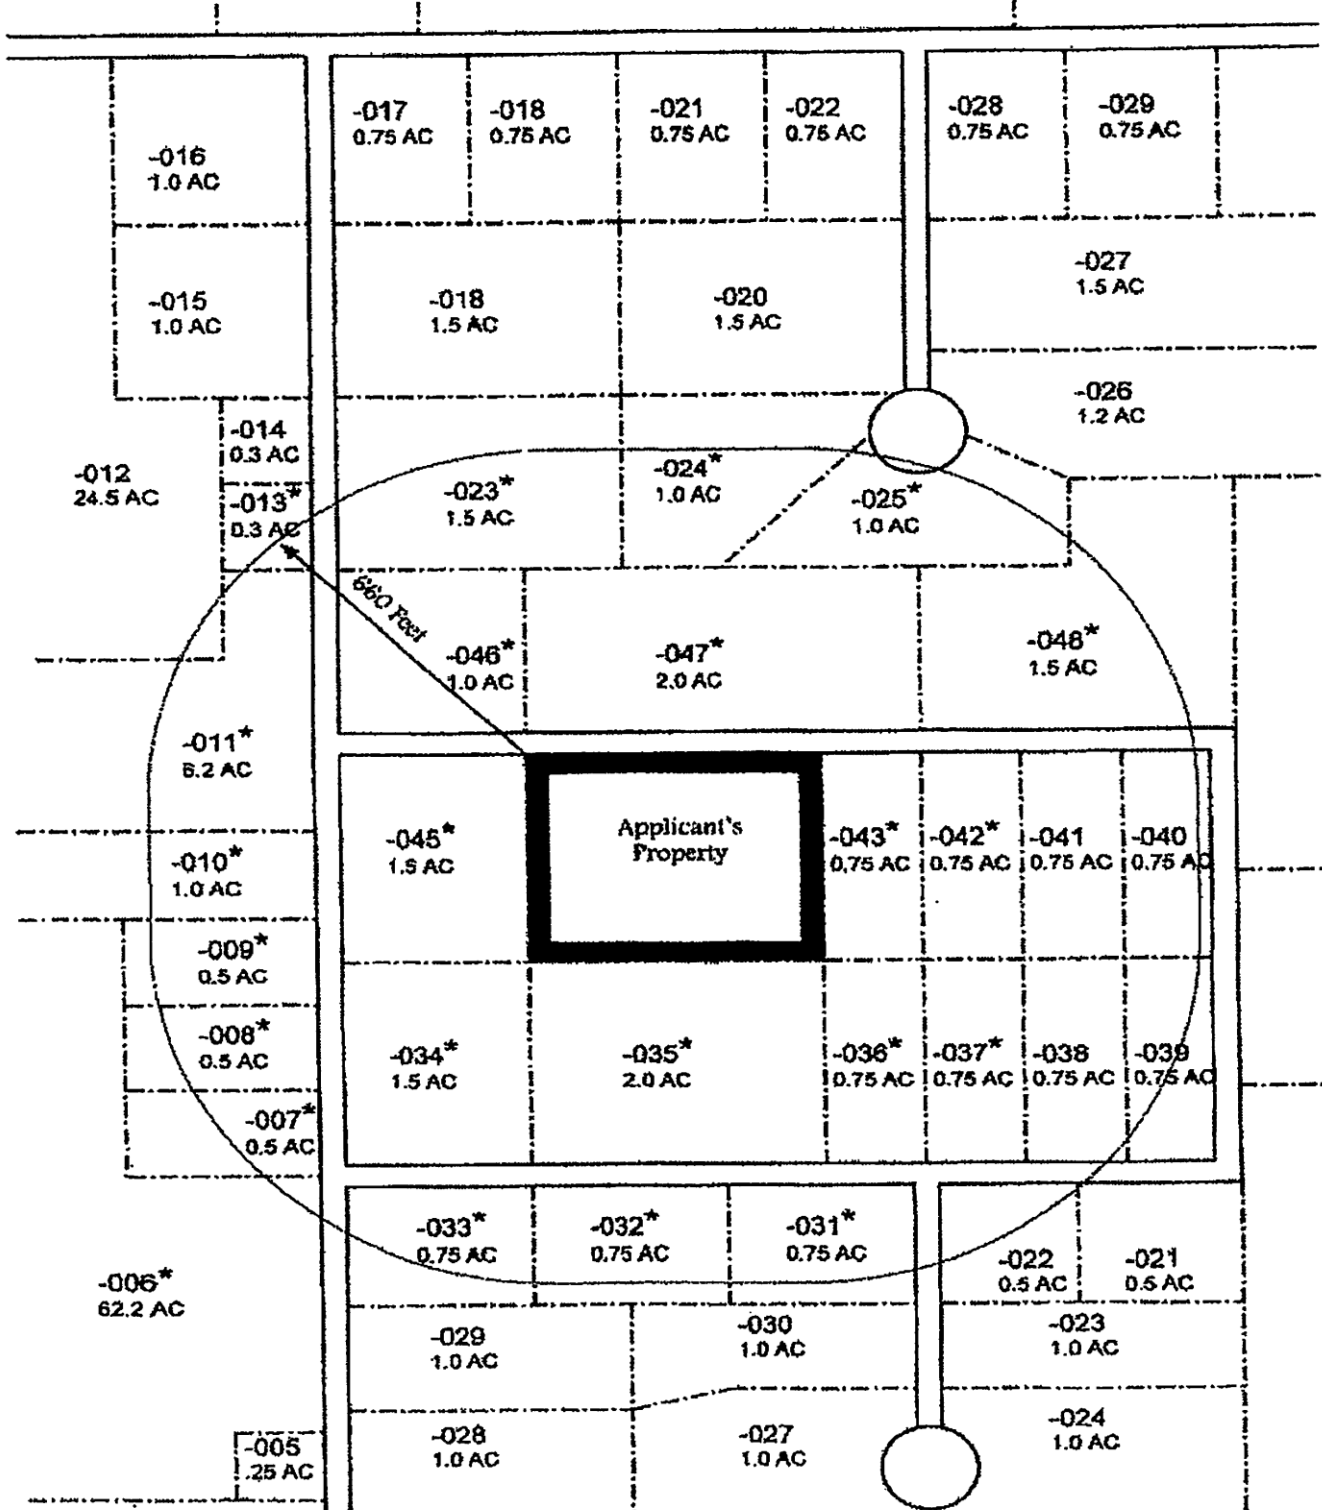 -017
0.75 AC
-018
0.75 AC
-021
0.75 AC
-022
0.75 AC
-028
0.75 AC
-029
0.75 AC
-016
1.0 AC
-015
1.0 AC
-018
1.5 AC
-020
1.5 AC
-027
1.5 AC
-026
1.2 AC
-014
0.3 AC
-012
24.5 AC
-013*
0.3 AC
-023*
1.5 AC
-024*
1.0 AC
-025*
1.0 AC
660 Feet
-046*
1.0 AC
-047*
2.0 AC
-048*
1.5 AC
-011*
6.2 AC
-045*
1.5 AC
Applicant's
Property
-043*
0.75 AC
-042*
0.75 AC
-041
0.75 AC
-040
0.75 AC
-010*
1.0 AC
-009*
0.5 AC
-008*
0.5 AC
-034*
1.5 AC
-035*
2.0 AC
-036*
0.75 AC
-037*
0.75 AC
-038
0.75 AC
-039
0.75 AC
-007*
0.5 AC
-033*
0.75 AC
-032*
0.75 AC
-031*
0.75 AC
-022
0.5 AC
-021
0.5 AC
-006*
62.2 AC
-029
1.0 AC
-030
1.0 AC
-023
1.0 AC
-028
1.0 AC
-027
1.0 AC
-024
1.0 AC
-005
.25 AC